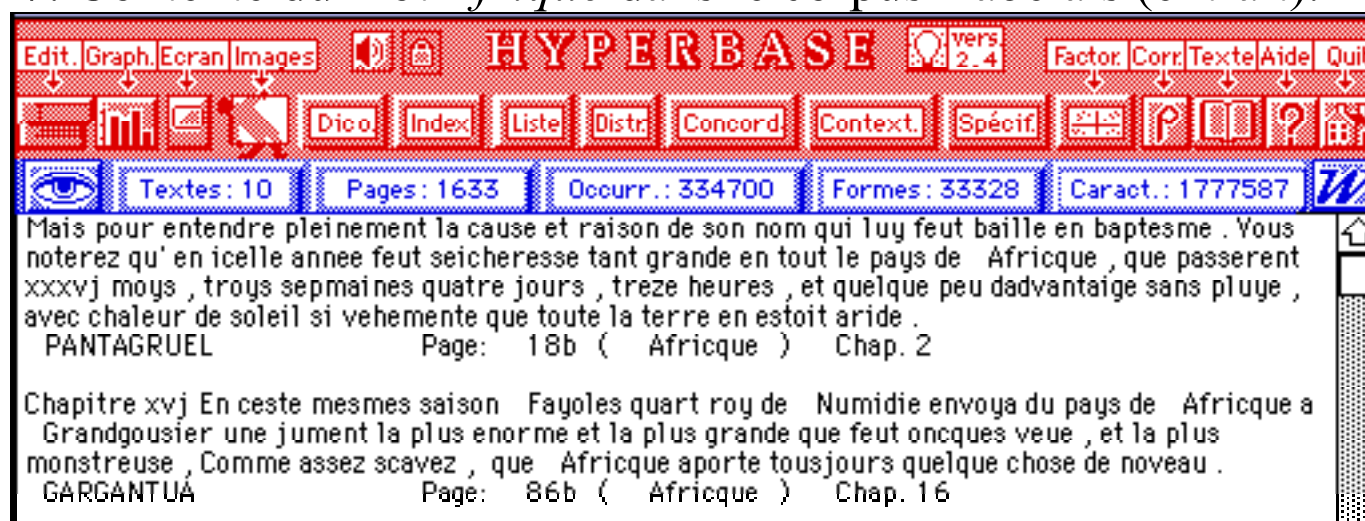 Edit. Graph. Ecran Images HYPERBASE vers. 2.4 Factor. Corr. Texte Aide Quit
Dico. Index Liste Distr. Concord. Context. Spécif. ?
Textes: 10 Pages: 1633 Occurr.: 334700 Formes: 33328 Caract.: 1777587 W
Mais pour entendre pleinement la cause et raison de son nom qui luy feut baille en baptesme . Vous
noterez qu' en icelle annee feut seicheresse tant grande en tout le pays de Africque , que passerent
xxxvj moys , troys sepmaines quatre jours , treze heures , et quelque peu dadvantaige sans pluye ,
avec chaleur de soleil si vehemente que toute la terre en estoit aride .
PANTAGRUEL Page: 18b ( Africque ) Chap. 2
Chapitre xvj En ceste mesmes saison Fayoles quart roy de Numidie envoya du pays de Africque a
Grandgousier une jument la plus enorme et la plus grande que feut oncques veue , et la plus
monstreuse , Comme assez scavez , que Africque aporte tousjours quelque chose de noveau .
GARGANTUA Page: 86b ( Africque ) Chap. 16